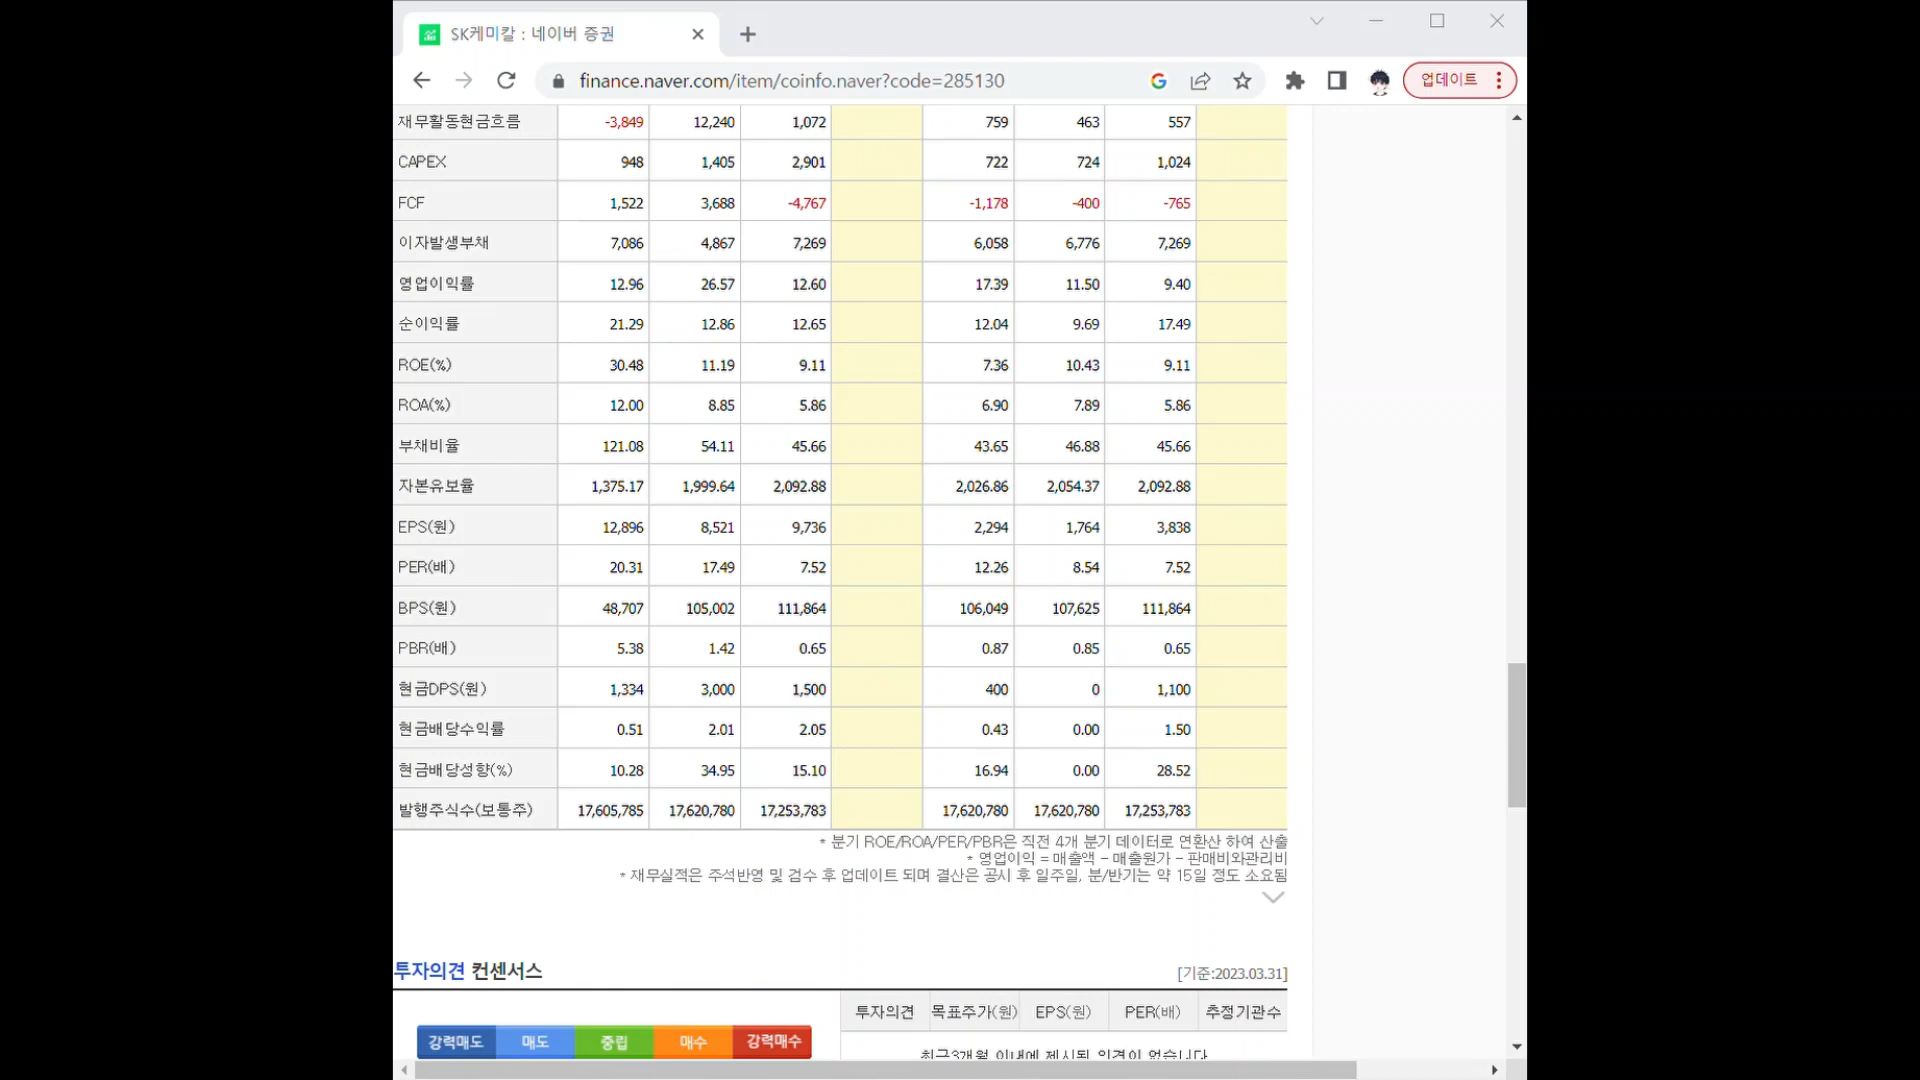 SK케미칼 : 네이버 증권
finance.naver.com/item/coinfo.naver?code=285130
업데이트
재무활동현금흐름 -3,849 12,240 1,072 759 463 557
CAPEX 948 1,405 2,901 722 724 1,024
FCF 1,522 3,688 -4,767 -1,178 -400 -765
이자발생부채 7,086 4,867 7,269 6,058 6,776 7,269
영업이익률 12.96 26.57 12.60 17.39 11.50 9.40
순이익률 21.29 12.86 12.65 12.04 9.69 17.49
ROE(%) 30.48 11.19 9.11 7.36 10.43 9.11
ROA(%) 12.00 8.85 5.86 6.90 7.89 5.86
부채비율 121.08 54.11 45.66 43.65 46.88 45.66
자본유보율 1,375.17 1,999.64 2,092.88 2,026.86 2,054.37 2,092.88
EPS(원) 12,896 8,521 9,736 2,294 1,764 3,838
PER(배) 20.31 17.49 7.52 12.26 8.54 7.52
BPS(원) 48,707 105,002 111,864 106,049 107,625 111,864
PBR(배) 5.38 1.42 0.65 0.87 0.85 0.65
현금DPS(원) 1,334 3,000 1,500 400 0 1,100
현금배당수익률 0.51 2.01 2.05 0.43 0.00 1.50
현금배당성향(%) 10.28 34.95 15.10 16.94 0.00 28.52
발행주식수(보통주) 17,605,785 17,620,780 17,253,783 17,620,780 17,620,780 17,253,783
* 분기 ROE/ROA/PER/PBR은 직전 4개 분기 데이터로 연환산 하여 산출
* 영업이익 = 매출액 - 매출원가 - 판매비와관리비
* 재무실적은 주석반영 및 검수 후 업데이트 되며 결산은 공시 후 일주일, 분/반기는 약 15일 정도 소요됨
투자의견 컨센서스 [기준:2023.03.31]
투자의견 목표주가(원) EPS(원) PER(배) 추정기관수
강력매도 매도 중립 매수 강력매수
최근3개월 이내에 제시된 의견이 없습니다